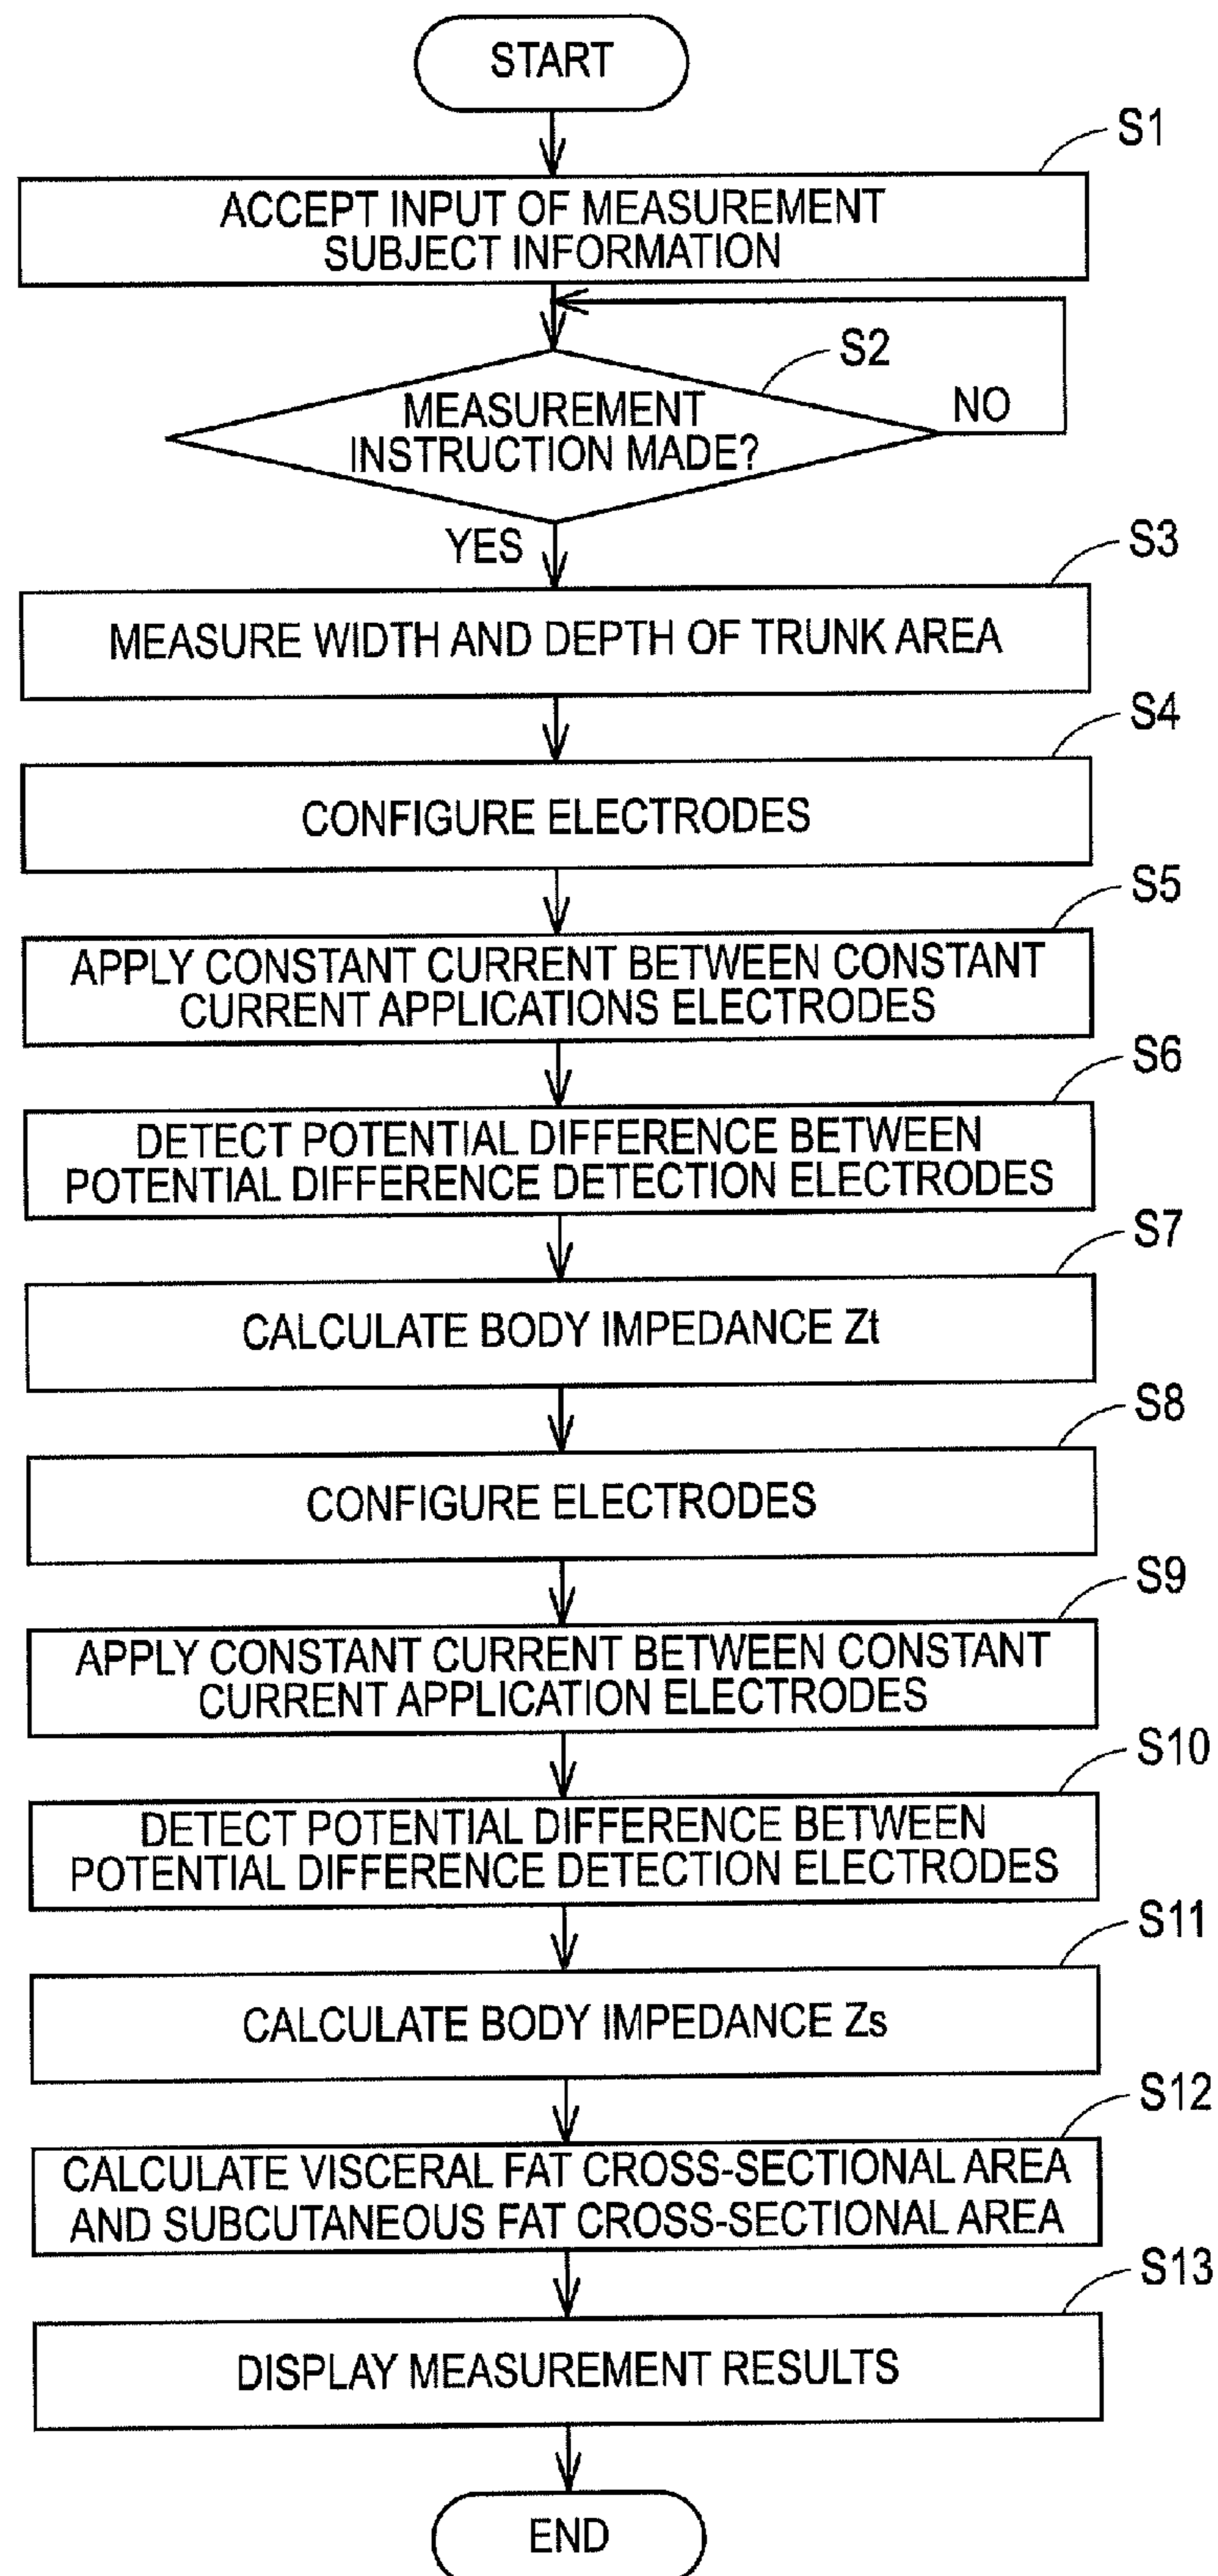 START
S1
ACCEPT INPUT OF MEASUREMENT
SUBJECT INFORMATION
S2
MEASUREMENT
INSTRUCTION MADE?
NO
YES
S3
MEASURE WIDTH AND DEPTH OF TRUNK AREA
S4
CONFIGURE ELECTRODES
S5
APPLY CONSTANT CURRENT BETWEEN CONSTANT
CURRENT APPLICATIONS ELECTRODES
S6
DETECT POTENTIAL DIFFERENCE BETWEEN
POTENTIAL DIFFERENCE DETECTION ELECTRODES
S7
CALCULATE BODY IMPEDANCE Zt
S8
CONFIGURE ELECTRODES
S9
APPLY CONSTANT CURRENT BETWEEN CONSTANT
CURRENT APPLICATION ELECTRODES
S10
DETECT POTENTIAL DIFFERENCE BETWEEN
POTENTIAL DIFFERENCE DETECTION ELECTRODES
S11
CALCULATE BODY IMPEDANCE Zs
S12
CALCULATE VISCERAL FAT CROSS-SECTIONAL AREA
AND SUBCUTANEOUS FAT CROSS-SECTIONAL AREA
S13
DISPLAY MEASUREMENT RESULTS
END